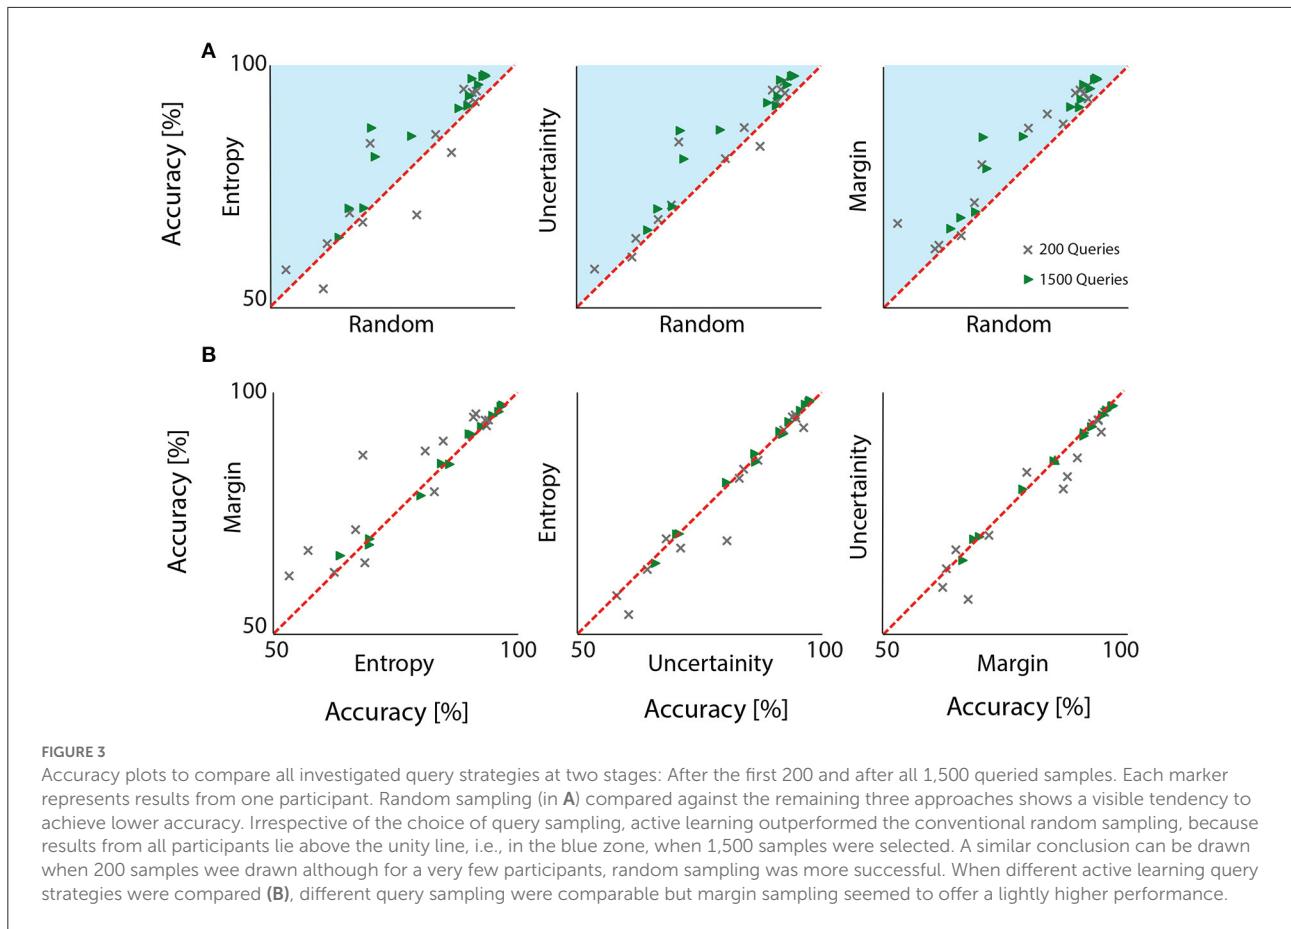 A
100
50
Accuracy [%]
Entropy
Random
Uncertainity
Random
Margin
Random
200 Queries
1500 Queries
B
100
50
Accuracy [%]
Margin
50
100
Entropy
Accuracy [%]
Entropy
50
100
Uncertainity
Accuracy [%]
Uncertainity
50
100
Margin
Accuracy [%]
FIGURE 3
Accuracy plots to compare all investigated query strategies at two stages: After the first 200 and after all 1,500 queried samples. Each marker
represents results from one participant. Random sampling (in A) compared against the remaining three approaches shows a visible tendency to
achieve lower accuracy. Irrespective of the choice of query sampling, active learning outperformed the conventional random sampling, because
results from all participants lie above the unity line, i.e., in the blue zone, when 1,500 samples were selected. A similar conclusion can be drawn
when 200 samples wee drawn although for a very few participants, random sampling was more successful. When different active learning query
strategies were compared (B), different query sampling were comparable but margin sampling seemed to offer a lightly higher performance.